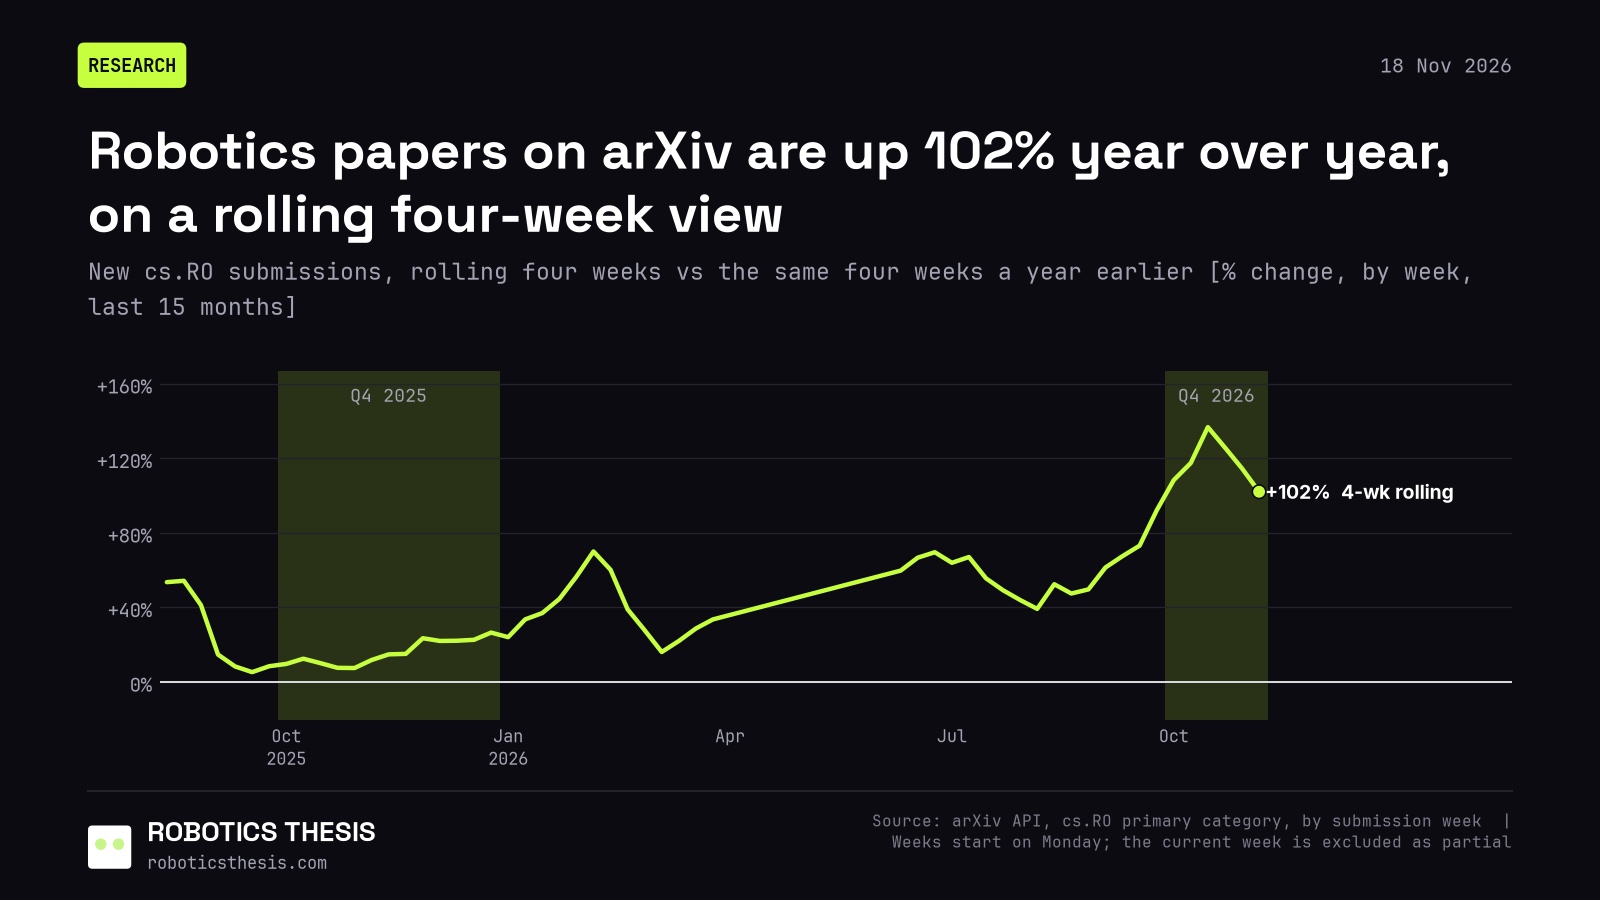 RESEARCH
18 Nov 2026
Robotics papers on arXiv are up 102% year over year,
on a rolling four-week view
New cs.RO submissions, rolling four weeks vs the same four weeks a year earlier [% change, by week,
last 15 months]
+160%
+120%
+80%
+40%
0%
Q4 2025
Q4 2026
+102% 4-wk rolling
Oct
2025
Jan
2026
Apr
Jul
Oct
ROBOTICS THESIS
roboticsthesis.com
Source: arXiv API, cs.RO primary category, by submission week |
Weeks start on Monday; the current week is excluded as partial